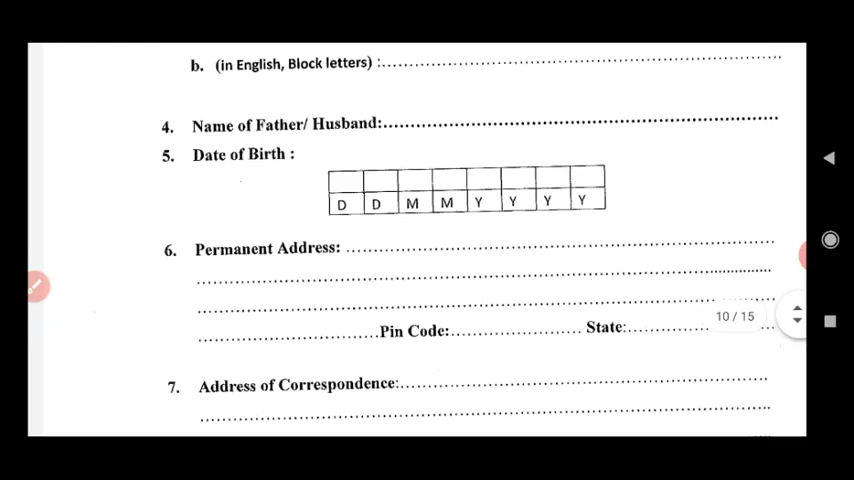 b. (in English, Block letters) :..........................................................................
4. Name of Father/ Husband:..........................................................................
5. Date of Birth :
D D M M Y Y Y Y
6. Permanent Address: ..........................................................................
..........................................................................
..........................................................................
.................................Pin Code:......................... State:.....................
10 / 15
7. Address of Correspondence:..........................................................................
..........................................................................